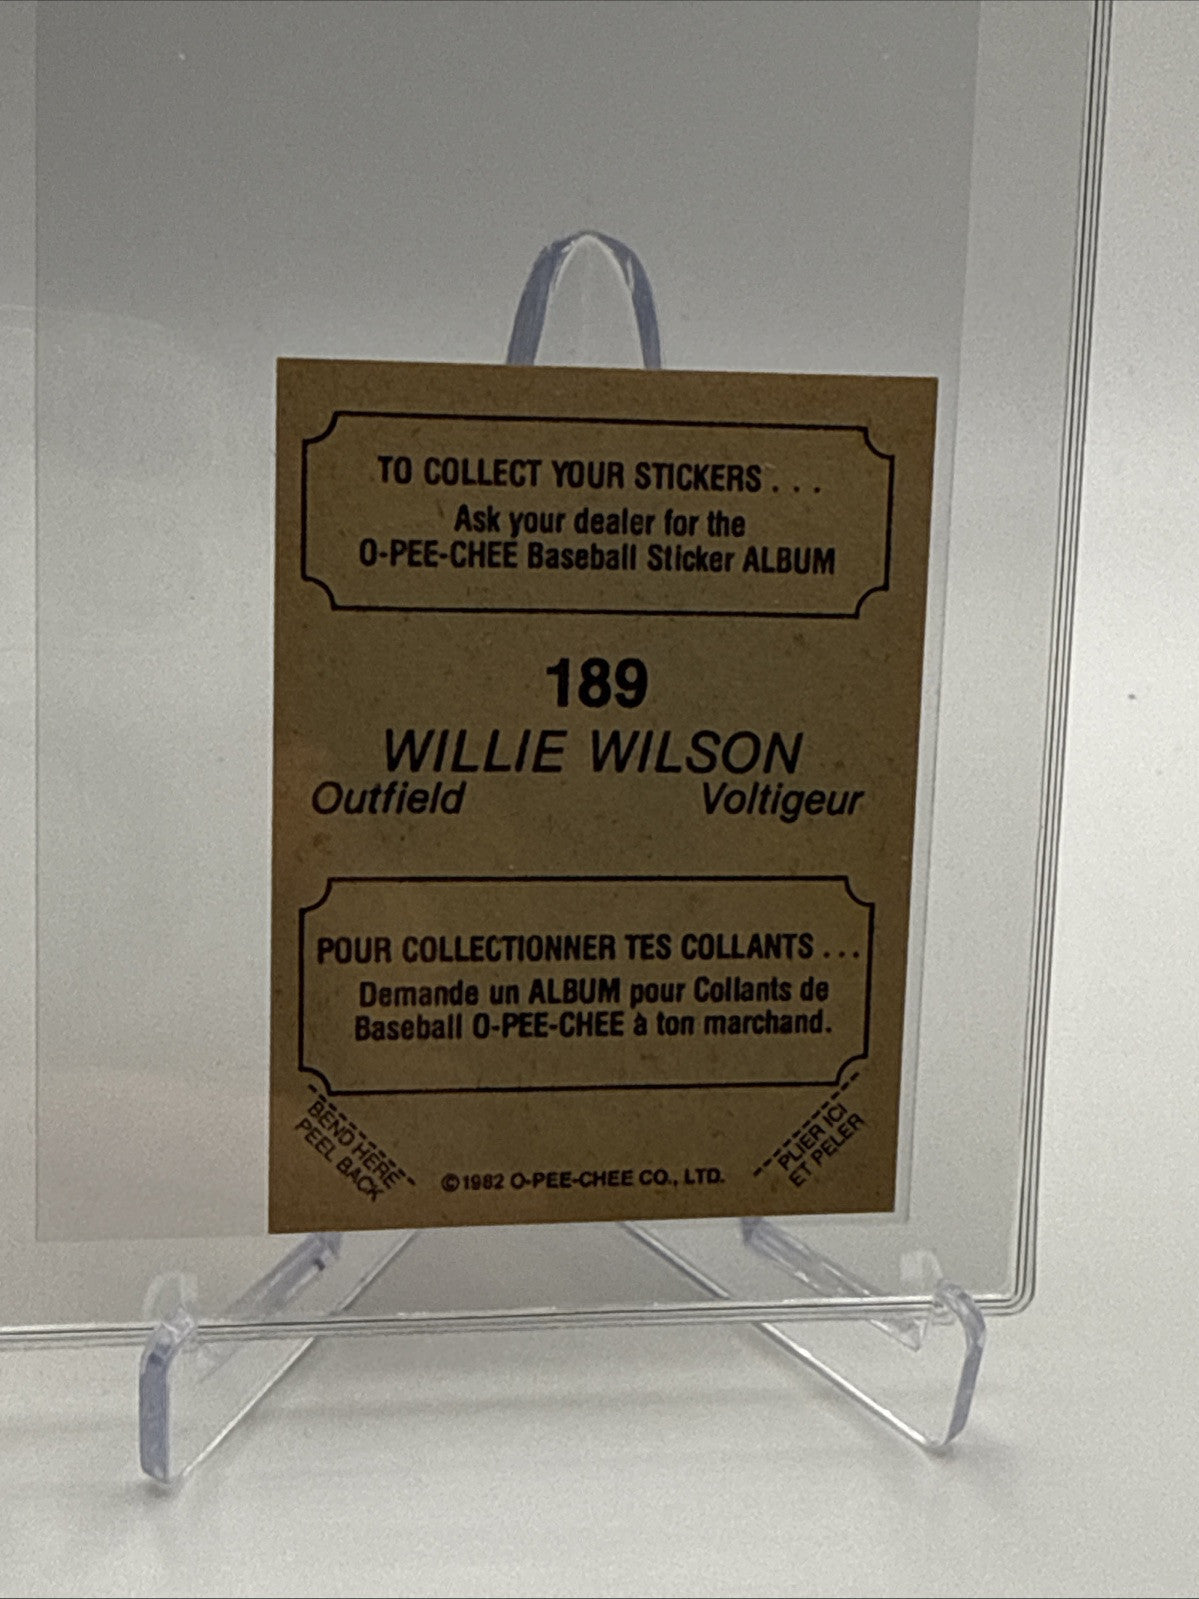 TO COLLECT YOUR STICKERS . . .
Ask your dealer for the
O-PEE-CHEE Baseball Sticker ALBUM
189
WILLIE WILSON
Outfield Voltigeur
POUR COLLECTIONNER TES COLLANTS . . .
Demande un ALBUM pour Collants de
Baseball O-PEE-CHEE à ton marchand.
BEND HERE
PEEL BACK
©1982 O-PEE-CHEE CO., LTD.
PLIER ICI
ET PELER